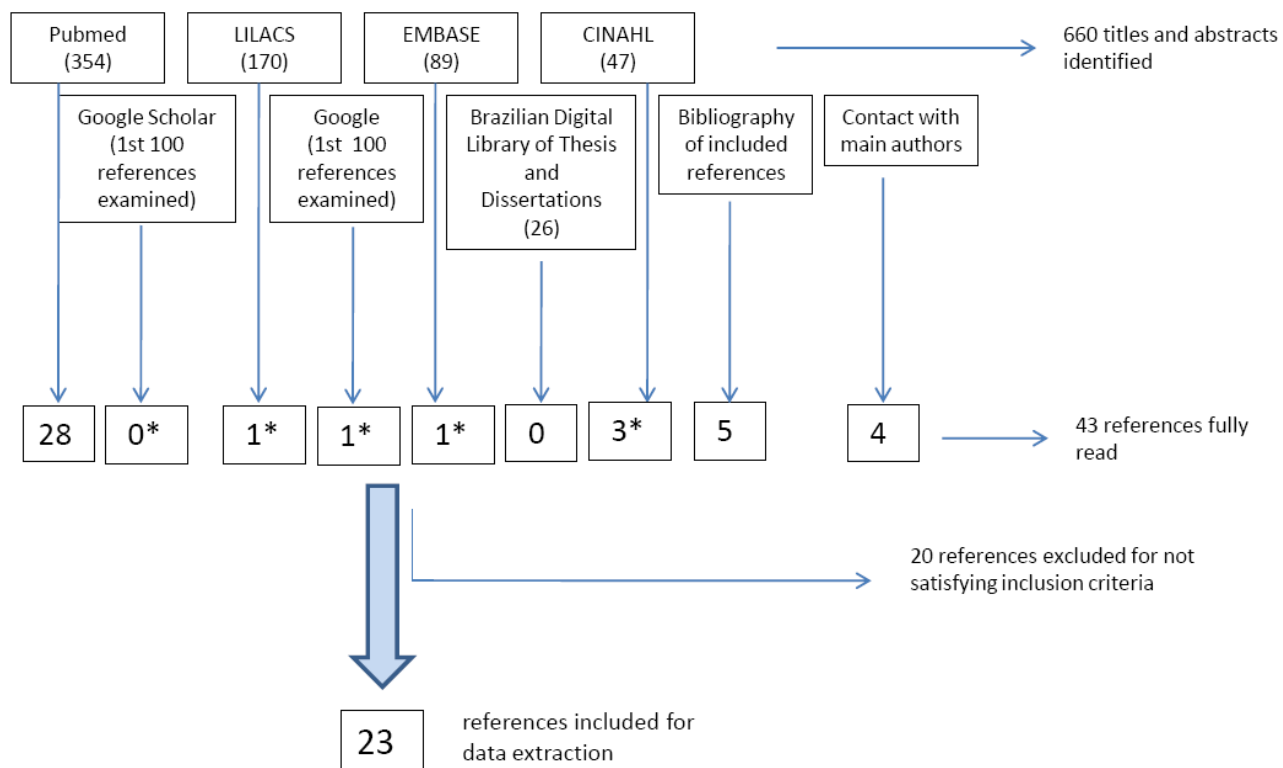 Pubmed
(354)
LILACS
(170)
EMBASE
(89)
CINAHL
(47)
660 titles and abstracts
identified
Google Scholar
(1st 100
references
examined)
Google
(1st 100
references
examined)
Brazilian Digital
Library of Thesis
and
Dissertations
(26)
Bibliography
of included
references
Contact with
main authors
28
0*
1*
1*
1*
0
3*
5
4
43 references fully
read
20 references excluded for not
satisfying inclusion criteria
23
references included for
data extraction